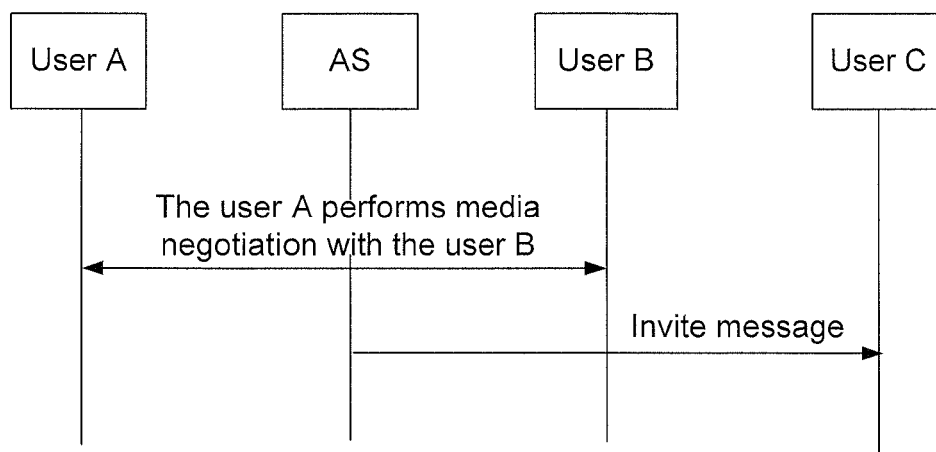 User A
AS
User B
User C
The user A performs media
negotiation with the user B
Invite message